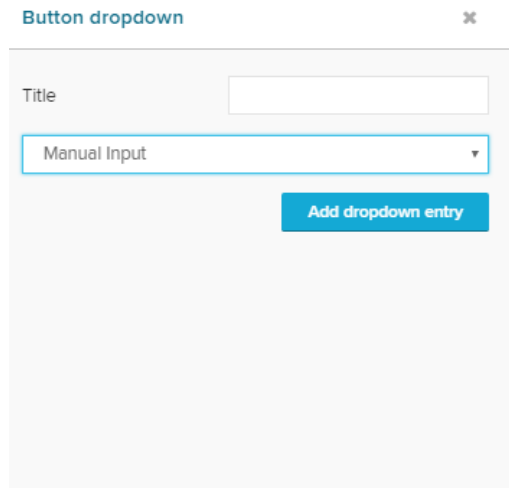 Button dropdown
Title
Manual Input
Add dropdown entry